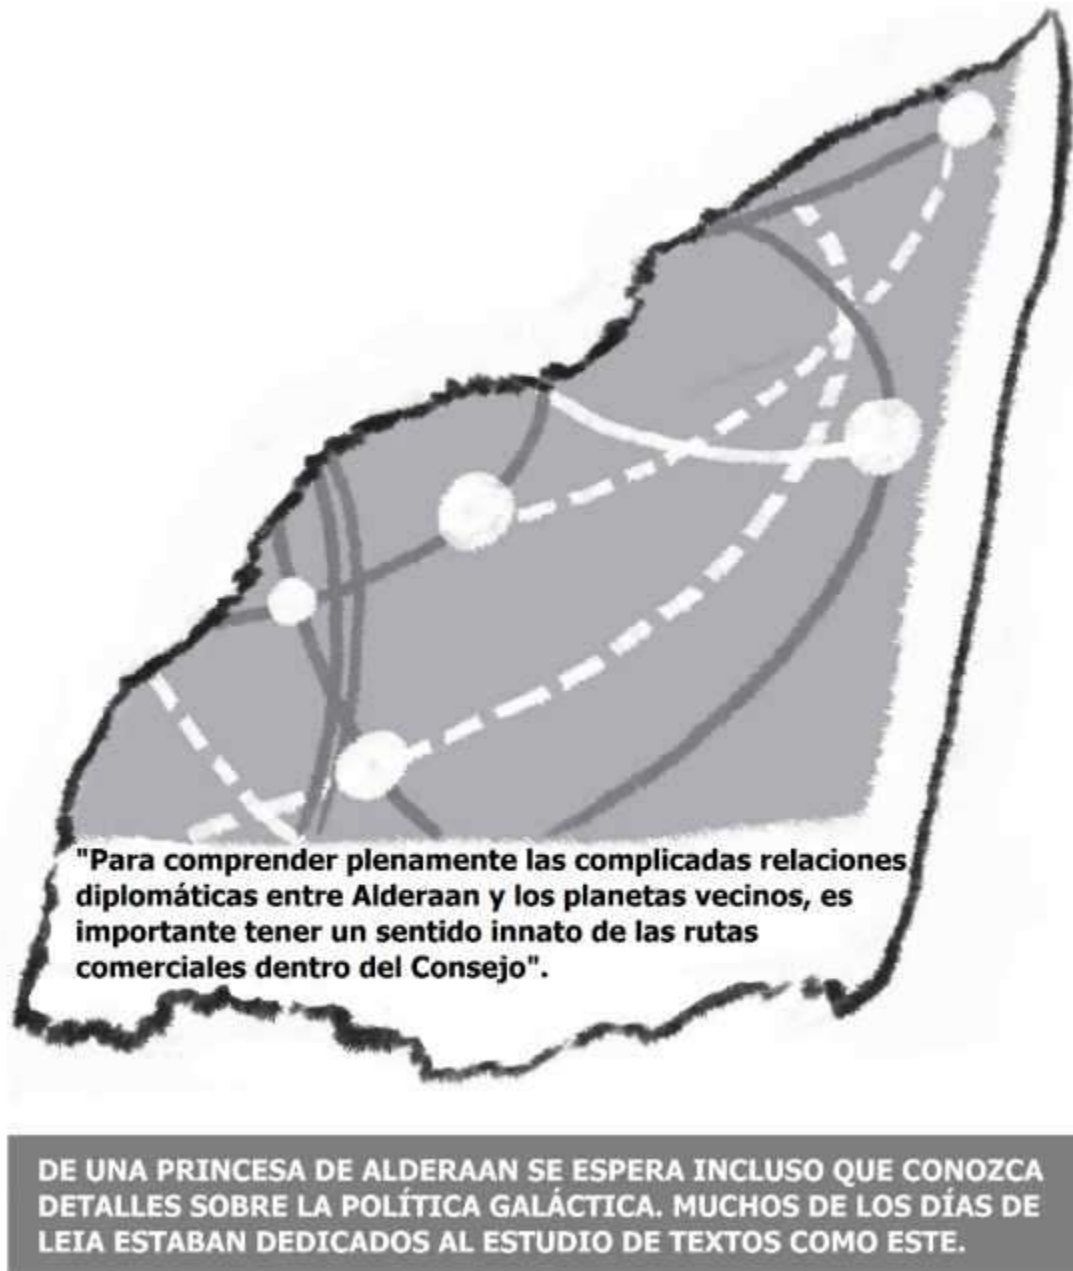 "Para comprender plenamente las complicadas relaciones
diplomáticas entre Alderaan y los planetas vecinos, es
importante tener un sentido innato de las rutas
comerciales dentro del Consejo".
DE UNA PRINCESA DE ALDERAAN SE ESPERA INCLUSO QUE CONOZCA
DETALLES SOBRE LA POLÍTICA GALÁCTICA. MUCHOS DE LOS DÍAS DE
LEIA ESTABAN DEDICADOS AL ESTUDIO DE TEXTOS COMO ESTE.